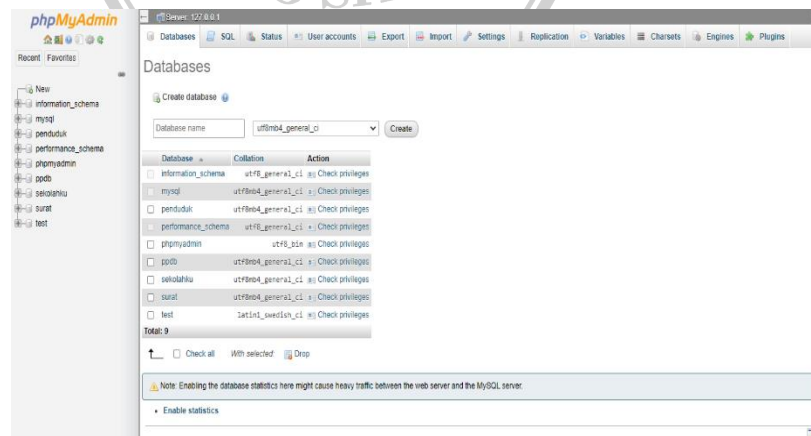 phpMyAdmin
Recent Favorites
New
information_schema
mysql
penduduk
performance_schema
phpmyadmin
ppdb
sekolahku
surat
test
Server: 127.0.0.1
Databases SQL Status User accounts Export Import Settings Replication Variables Charsets Engines Plugins
Databases
Create database
Database name utf8mb4_general_ci Create
Database Collation Action
information_schema utf8_general_ci Check privileges
mysql utf8mb4_general_ci Check privileges
penduduk utf8mb4_general_ci Check privileges
performance_schema utf8_general_ci Check privileges
phpmyadmin utf8_bin Check privileges
ppdb utf8mb4_general_ci Check privileges
sekolahku utf8mb4_general_ci Check privileges
surat utf8mb4_general_ci Check privileges
test latin1_swedish_ci Check privileges
Total: 9
Check all With selected: Drop
Note: Enabling the database statistics here might cause heavy traffic between the web server and the MySQL server.
Enable statistics